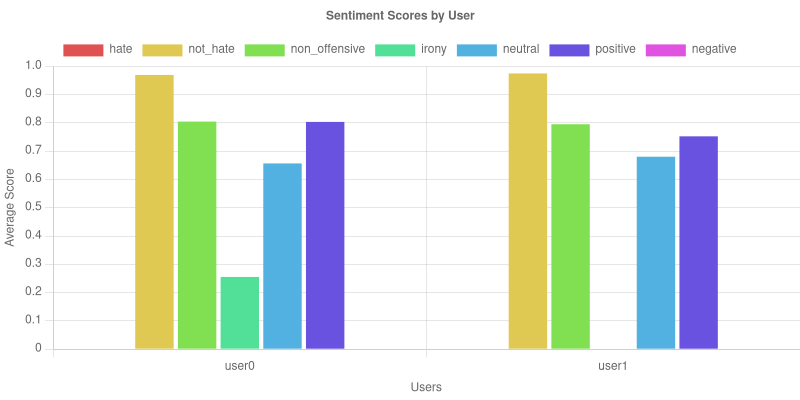 Sentiment Scores by User
hate not_hate non_offensive irony neutral positive negative
1.0
0.9
0.8
0.7
0.6
0.5
0.4
0.3
0.2
0.1
0
Average Score
user0 user1
Users